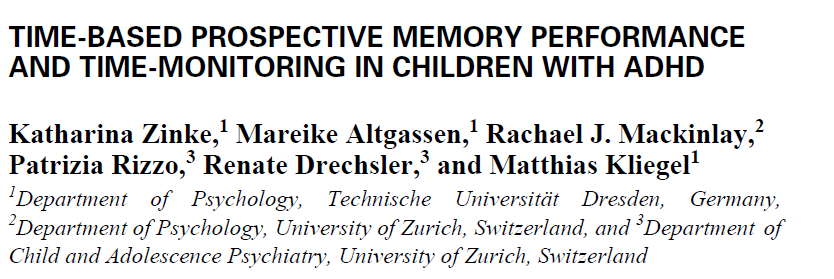 TIME-BASED PROSPECTIVE MEMORY PERFORMANCE
AND TIME-MONITORING IN CHILDREN WITH ADHD
Katharina Zinke,1 Mareike Altgassen,1 Rachael J. Mackinlay,2
Patrizia Rizzo,3 Renate Drechsler,3 and Matthias Kliegel1
1Department of Psychology, Technische Universität Dresden, Germany,
2Department of Psychology, University of Zurich, Switzerland, and 3Department of
Child and Adolescence Psychiatry, University of Zurich, Switzerland